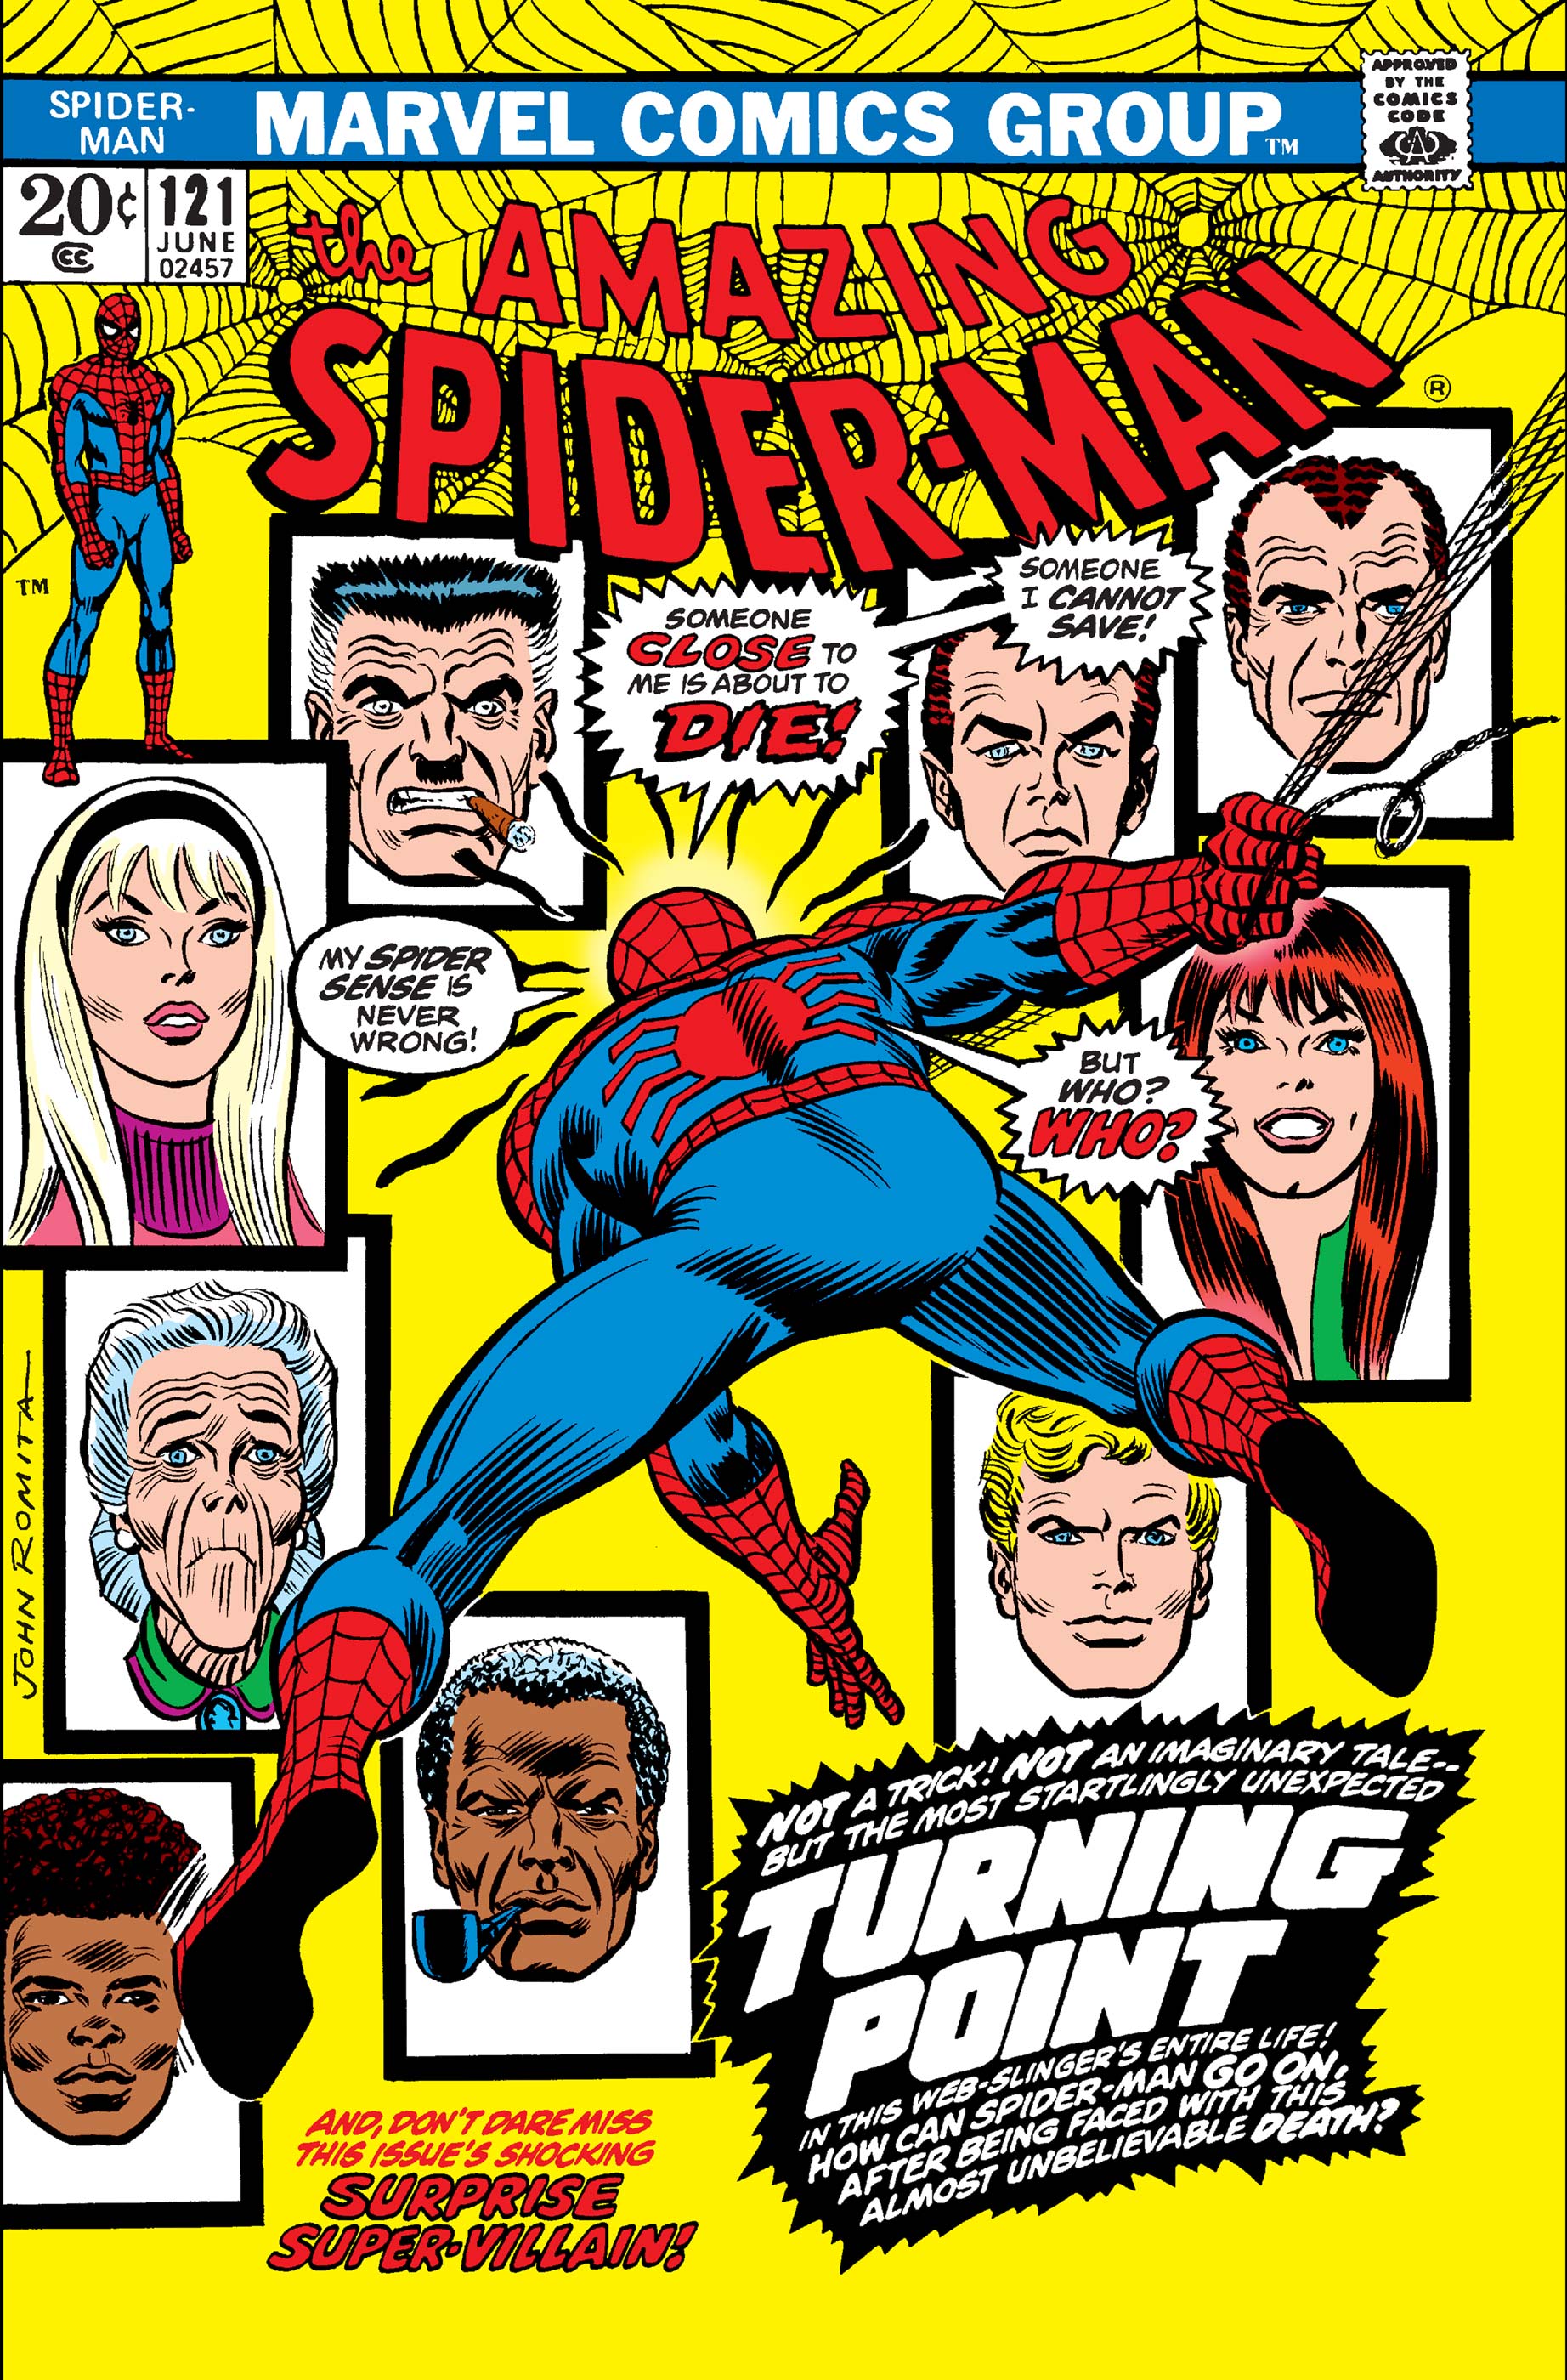 SPIDER-
MAN
MARVEL COMICS GROUP™
APPROVED
BY THE
COMICS
CODE
CA
AUTHORITY
20¢
CC
121
JUNE
02457
the AMAZING
SPIDER-MAN
®
TM
SOMEONE
CLOSE TO
ME IS ABOUT TO
DIE!
SOMEONE
I CANNOT
SAVE!
MY SPIDER
SENSE IS
NEVER
WRONG!
BUT
WHO?
WHO?
JOHN ROMITA
NOT A TRICK! NOT AN IMAGINARY TALE--
BUT THE MOST STARTLINGLY UNEXPECTED
TURNING
POINT
IN THIS WEB-SLINGER'S ENTIRE LIFE!
HOW CAN SPIDER-MAN GO ON,
AFTER BEING FACED WITH THIS
ALMOST UNBELIEVABLE DEATH?
AND, DON'T DARE MISS
THIS ISSUE'S SHOCKING
SURPRISE
SUPER-VILLAIN!